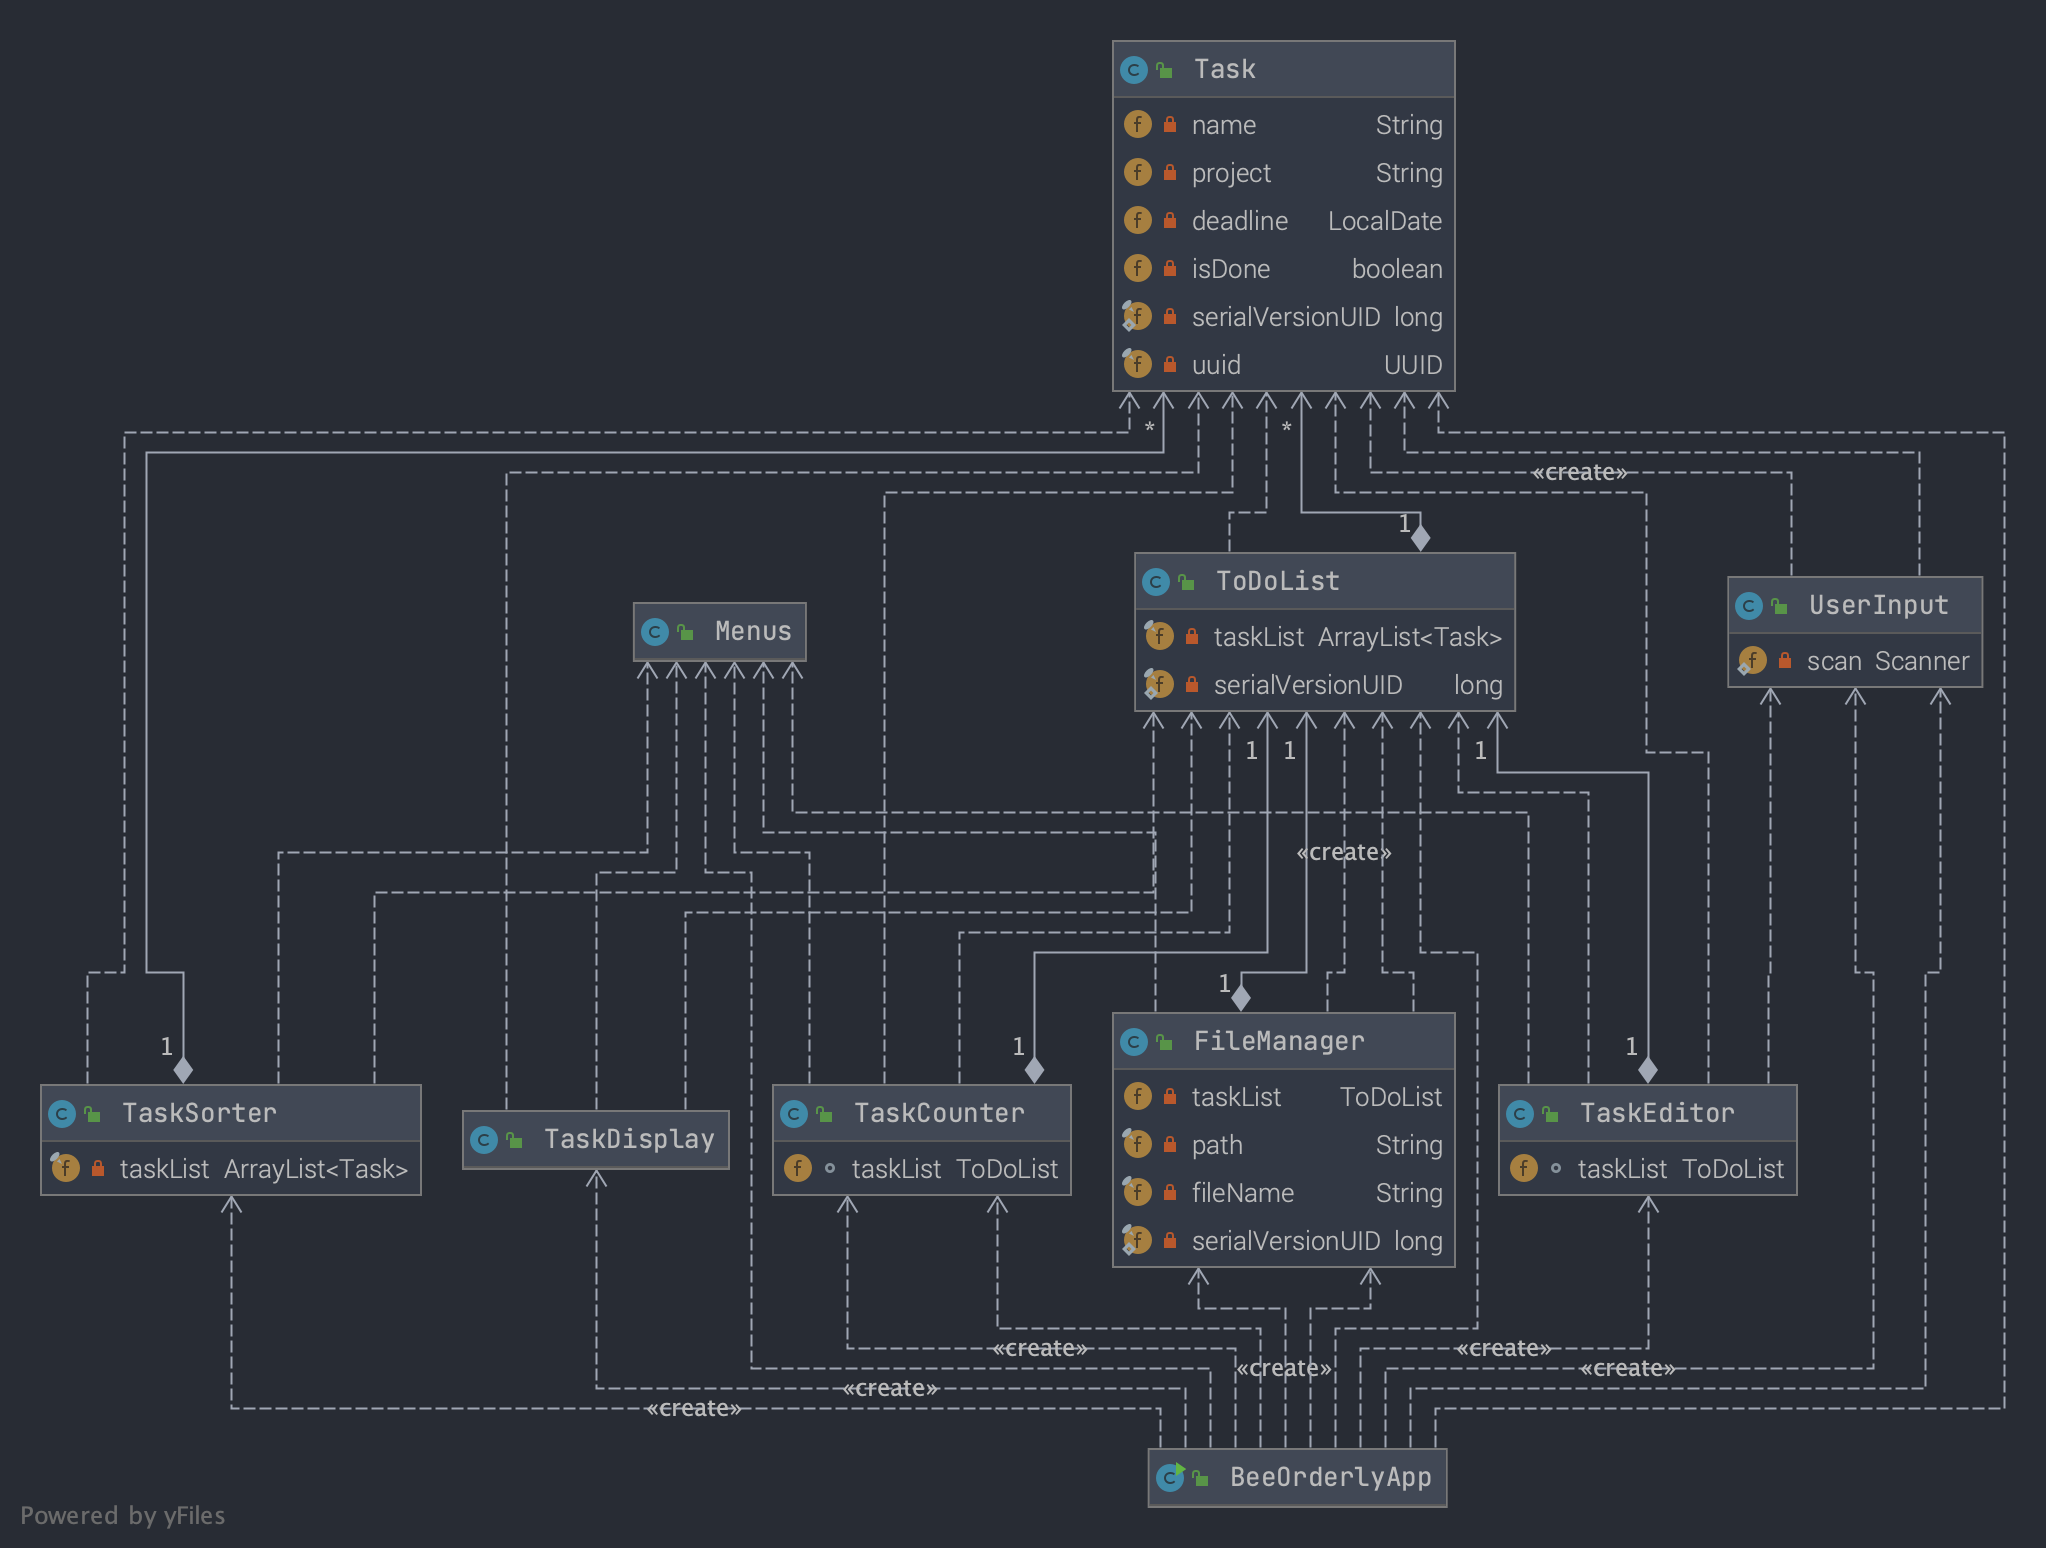 Task
name String
project String
deadline LocalDate
isDone boolean
serialVersionUID long
uuid UUID
* *
«create»
1
ToDoList
taskList ArrayList<Task>
serialVersionUID long
UserInput
scan Scanner
Menus
1 1 1
«create»
1
1 1 1
FileManager
taskList ToDoList
path String
fileName String
serialVersionUID long
TaskSorter
taskList ArrayList<Task>
TaskDisplay
TaskCounter
taskList ToDoList
TaskEditor
taskList ToDoList
«create» «create»
«create» «create»
«create»
«create»
BeeOrderlyApp
Powered by yFiles